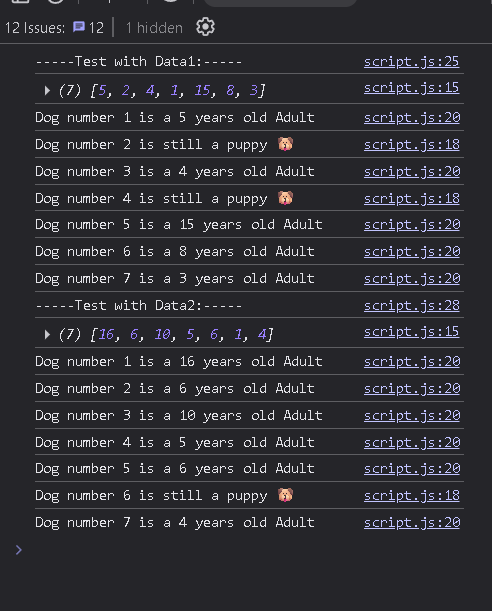 12 Issues: 12 1 hidden
-----Test with Data1:----- script.js:25
(7) [5, 2, 4, 1, 15, 8, 3] script.js:15
Dog number 1 is a 5 years old Adult script.js:20
Dog number 2 is still a puppy 🐶 script.js:18
Dog number 3 is a 4 years old Adult script.js:20
Dog number 4 is still a puppy 🐶 script.js:18
Dog number 5 is a 15 years old Adult script.js:20
Dog number 6 is a 8 years old Adult script.js:20
Dog number 7 is a 3 years old Adult script.js:20
-----Test with Data2:----- script.js:28
(7) [16, 6, 10, 5, 6, 1, 4] script.js:15
Dog number 1 is a 16 years old Adult script.js:20
Dog number 2 is a 6 years old Adult script.js:20
Dog number 3 is a 10 years old Adult script.js:20
Dog number 4 is a 5 years old Adult script.js:20
Dog number 5 is a 6 years old Adult script.js:20
Dog number 6 is still a puppy 🐶 script.js:18
Dog number 7 is a 4 years old Adult script.js:20